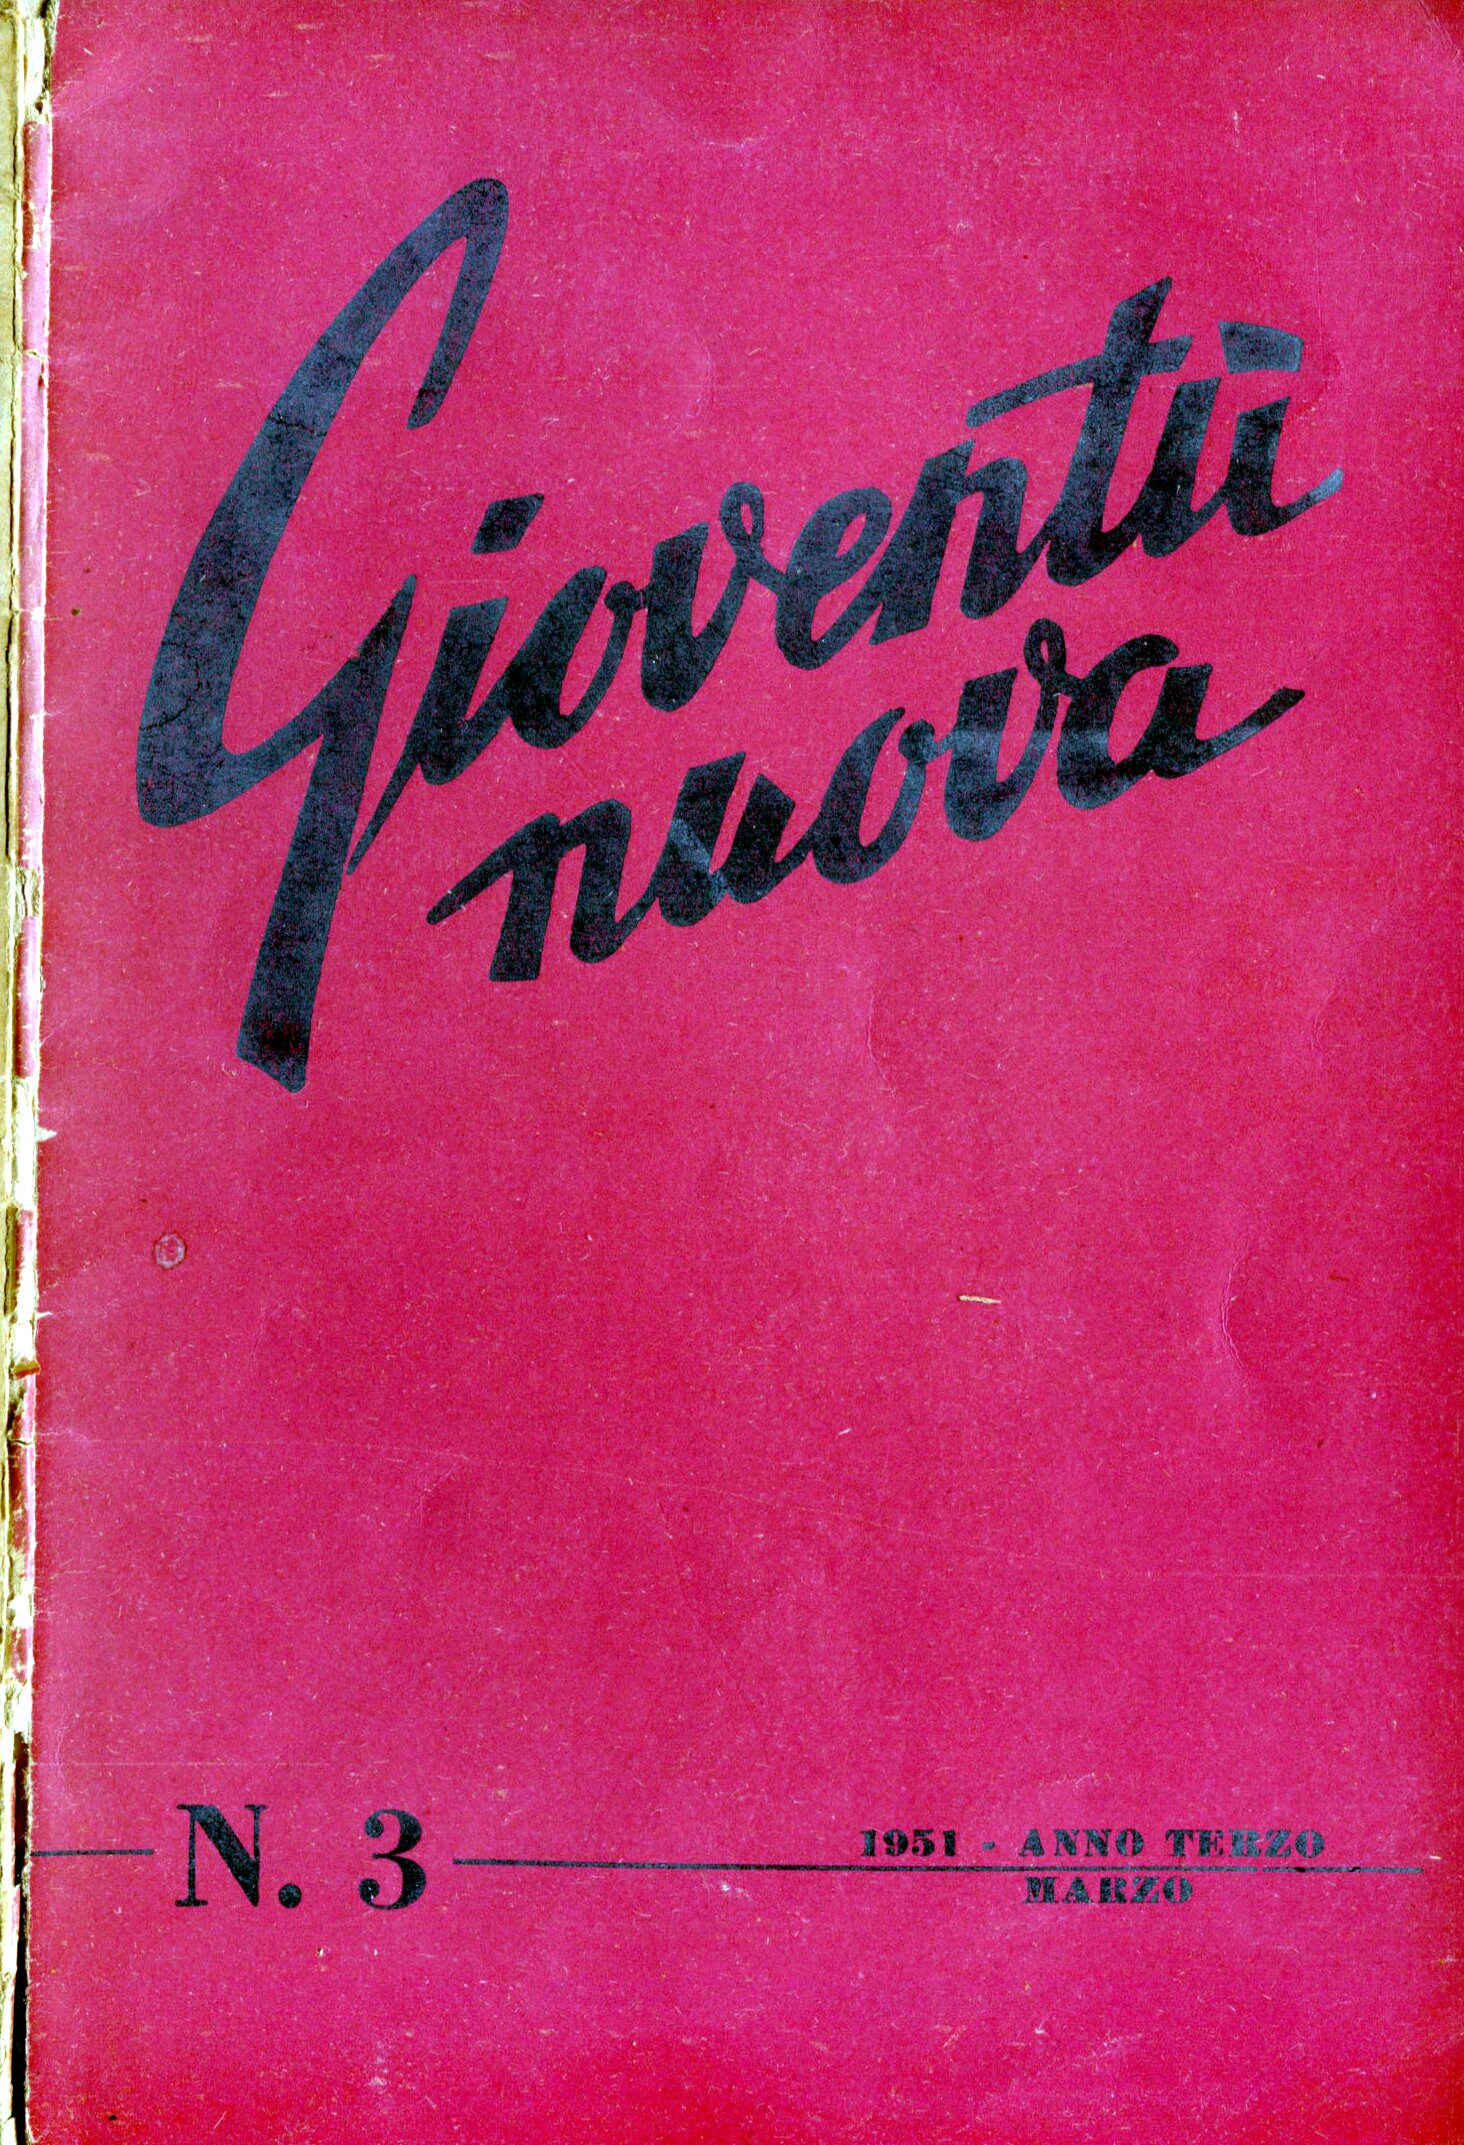 Gioventù
nuova
N. 3
1951 - ANNO TERZO
MARZO